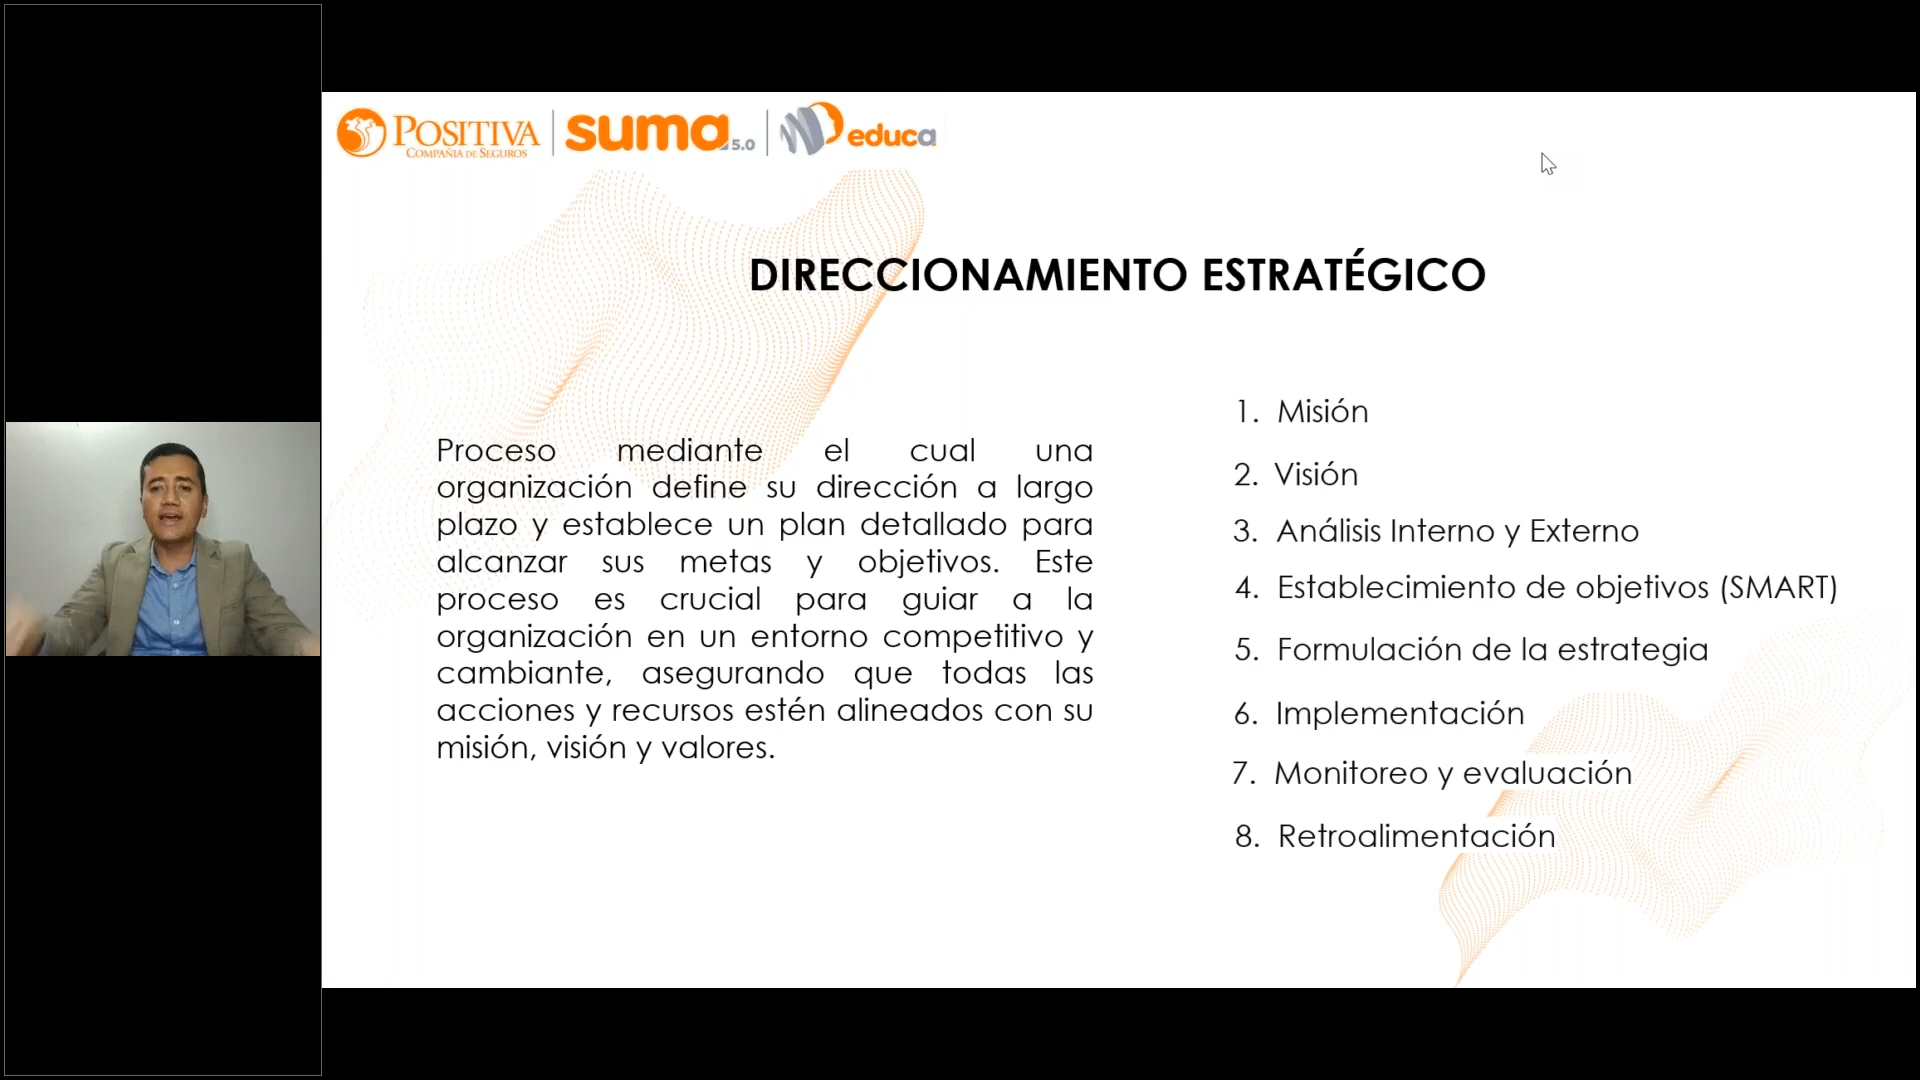 POSITIVA
COMPAÑIA DE SEGUROS
suma 5.0
educa
DIRECCIONAMIENTO ESTRATÉGICO
Proceso mediante el cual una
organización define su dirección a largo
plazo y establece un plan detallado para
alcanzar sus metas y objetivos. Este
proceso es crucial para guiar a la
organización en un entorno competitivo y
cambiante, asegurando que todas las
acciones y recursos estén alineados con su
misión, visión y valores.
1. Misión
2. Visión
3. Análisis Interno y Externo
4. Establecimiento de objetivos (SMART)
5. Formulación de la estrategia
6. Implementación
7. Monitoreo y evaluación
8. Retroalimentación